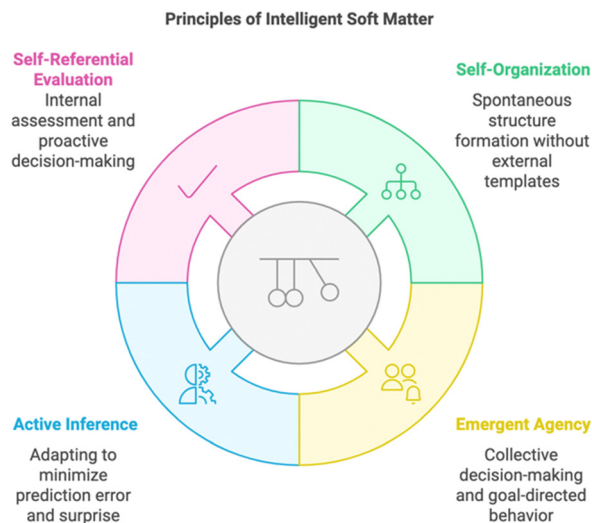 Principles of Intelligent Soft Matter
Self-Referential
Evaluation
Internal
assessment and
proactive
decision-making
Self-Organization
Spontaneous
structure
formation without
external
templates
Active Inference
Adapting to
minimize
prediction error
and surprise
Emergent Agency
Collective
decision-making
and goal-directed
behavior